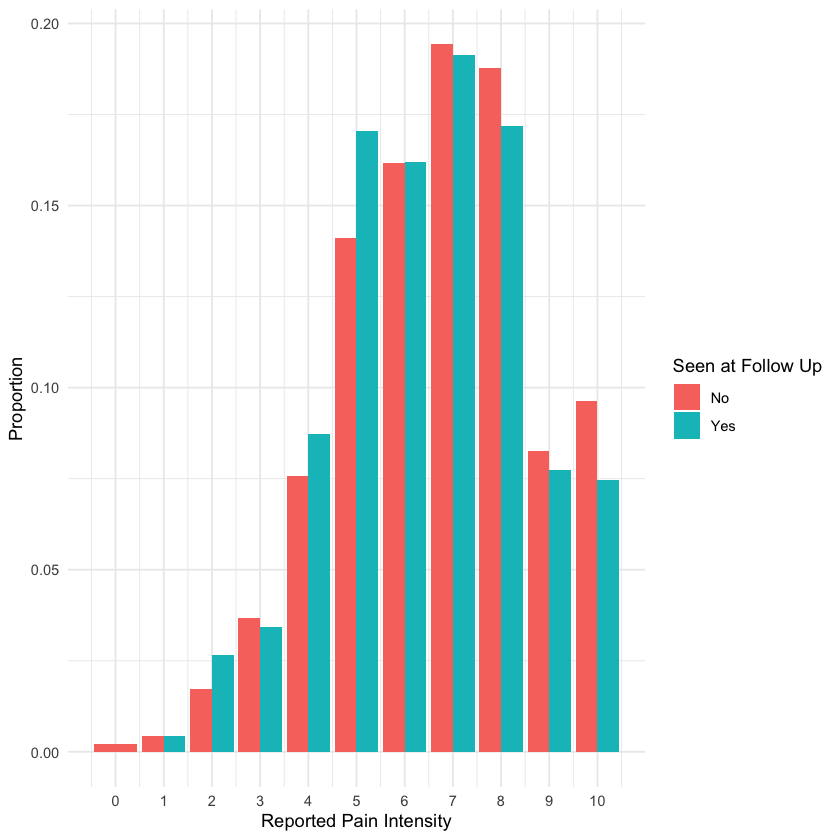 0.20
0.15
0.10
0.05
0.00
Proportion
0 1 2 3 4 5 6 7 8 9 10
Reported Pain Intensity
Seen at Follow Up
No
Yes